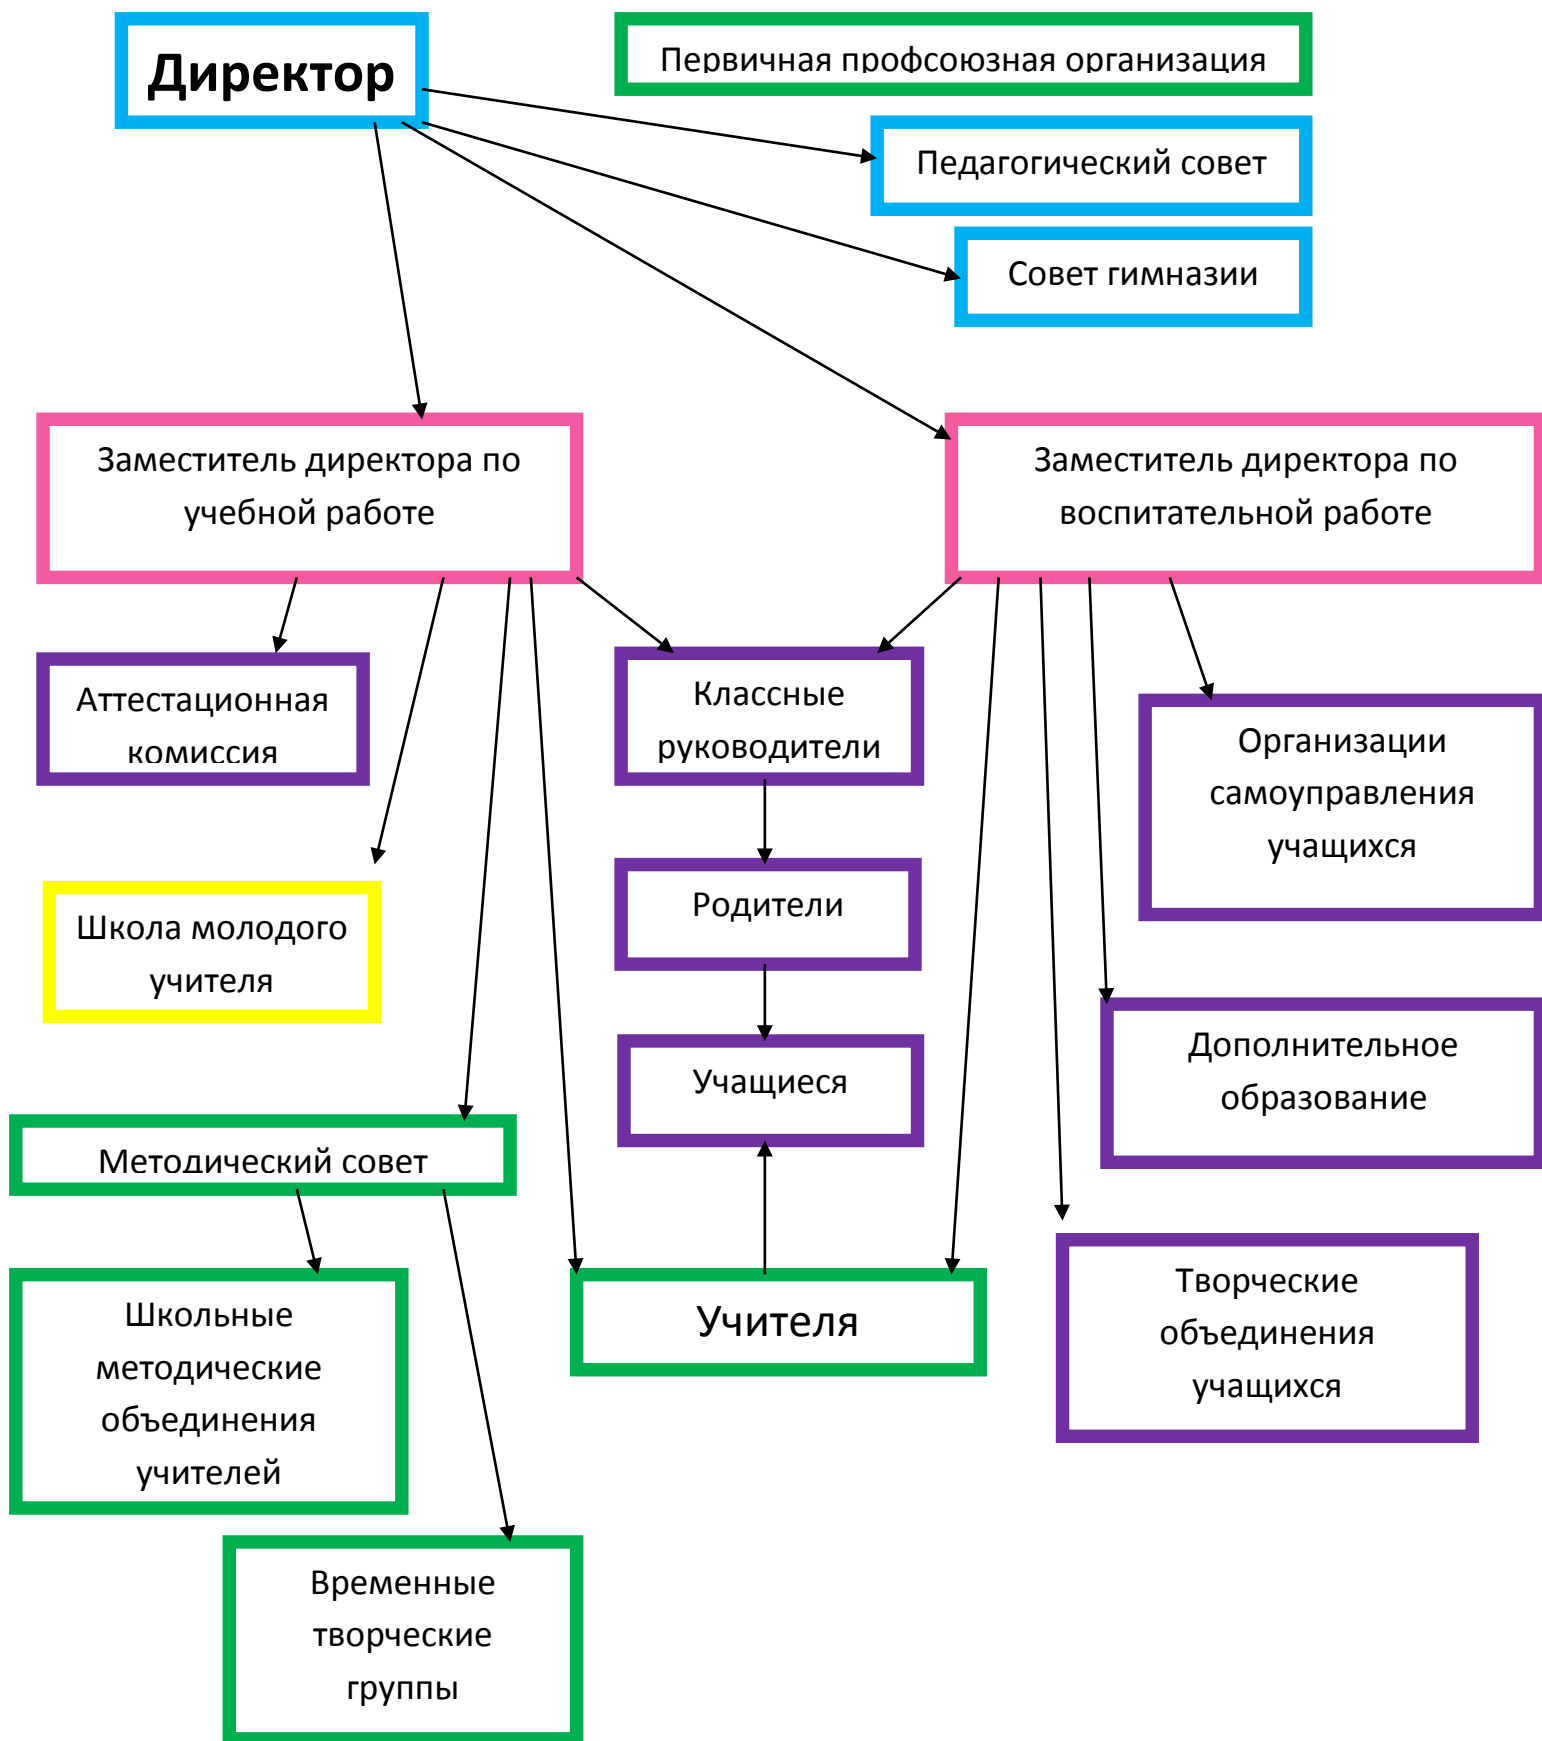 Директор
Первичная профсоюзная организация
Педагогический совет
Совет гимназии
Заместитель директора по
учебной работе
Заместитель директора по
воспитательной работе
Аттестационная
комиссия
Классные
руководители
Организации
самоуправления
учащихся
Школа молодого
учителя
Родители
Учащиеся
Дополнительное
образование
Методический совет
Школьные
методические
объединения
учителей
Учителя
Творческие
объединения
учащихся
Временные
творческие
группы